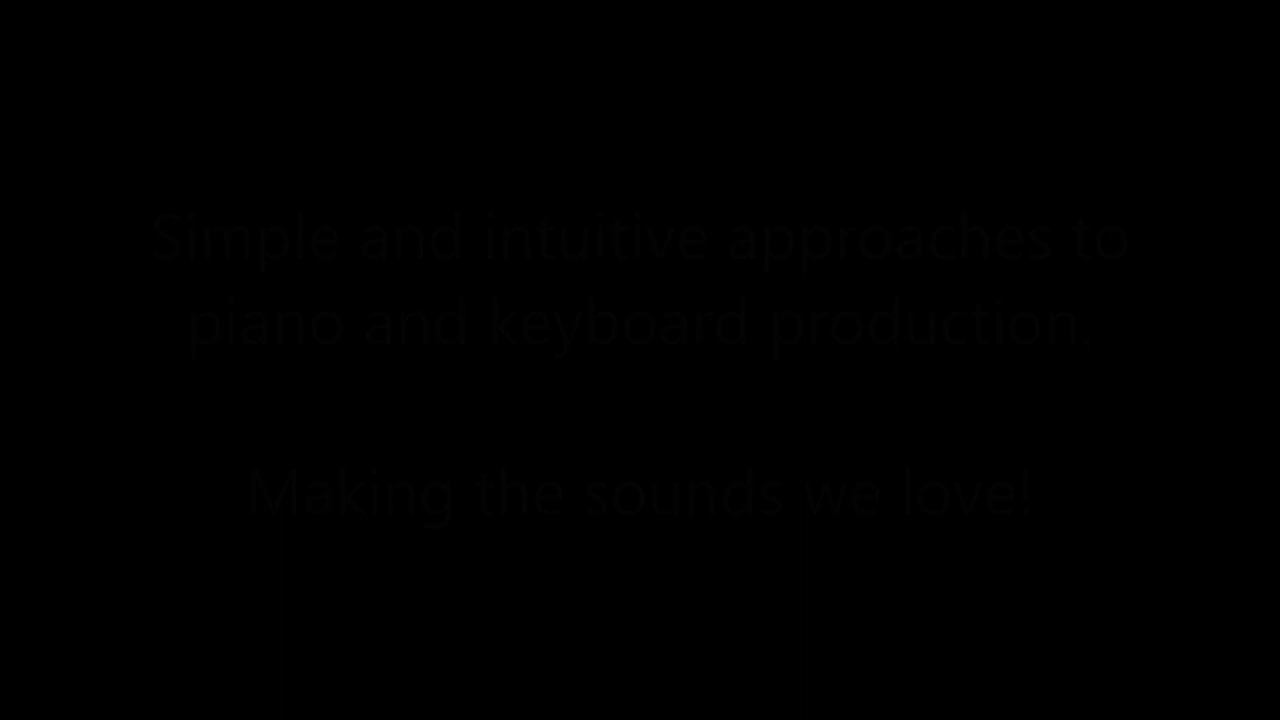 Simple and intuitive approaches to
piano and keyboard production.
Making the sounds we love!